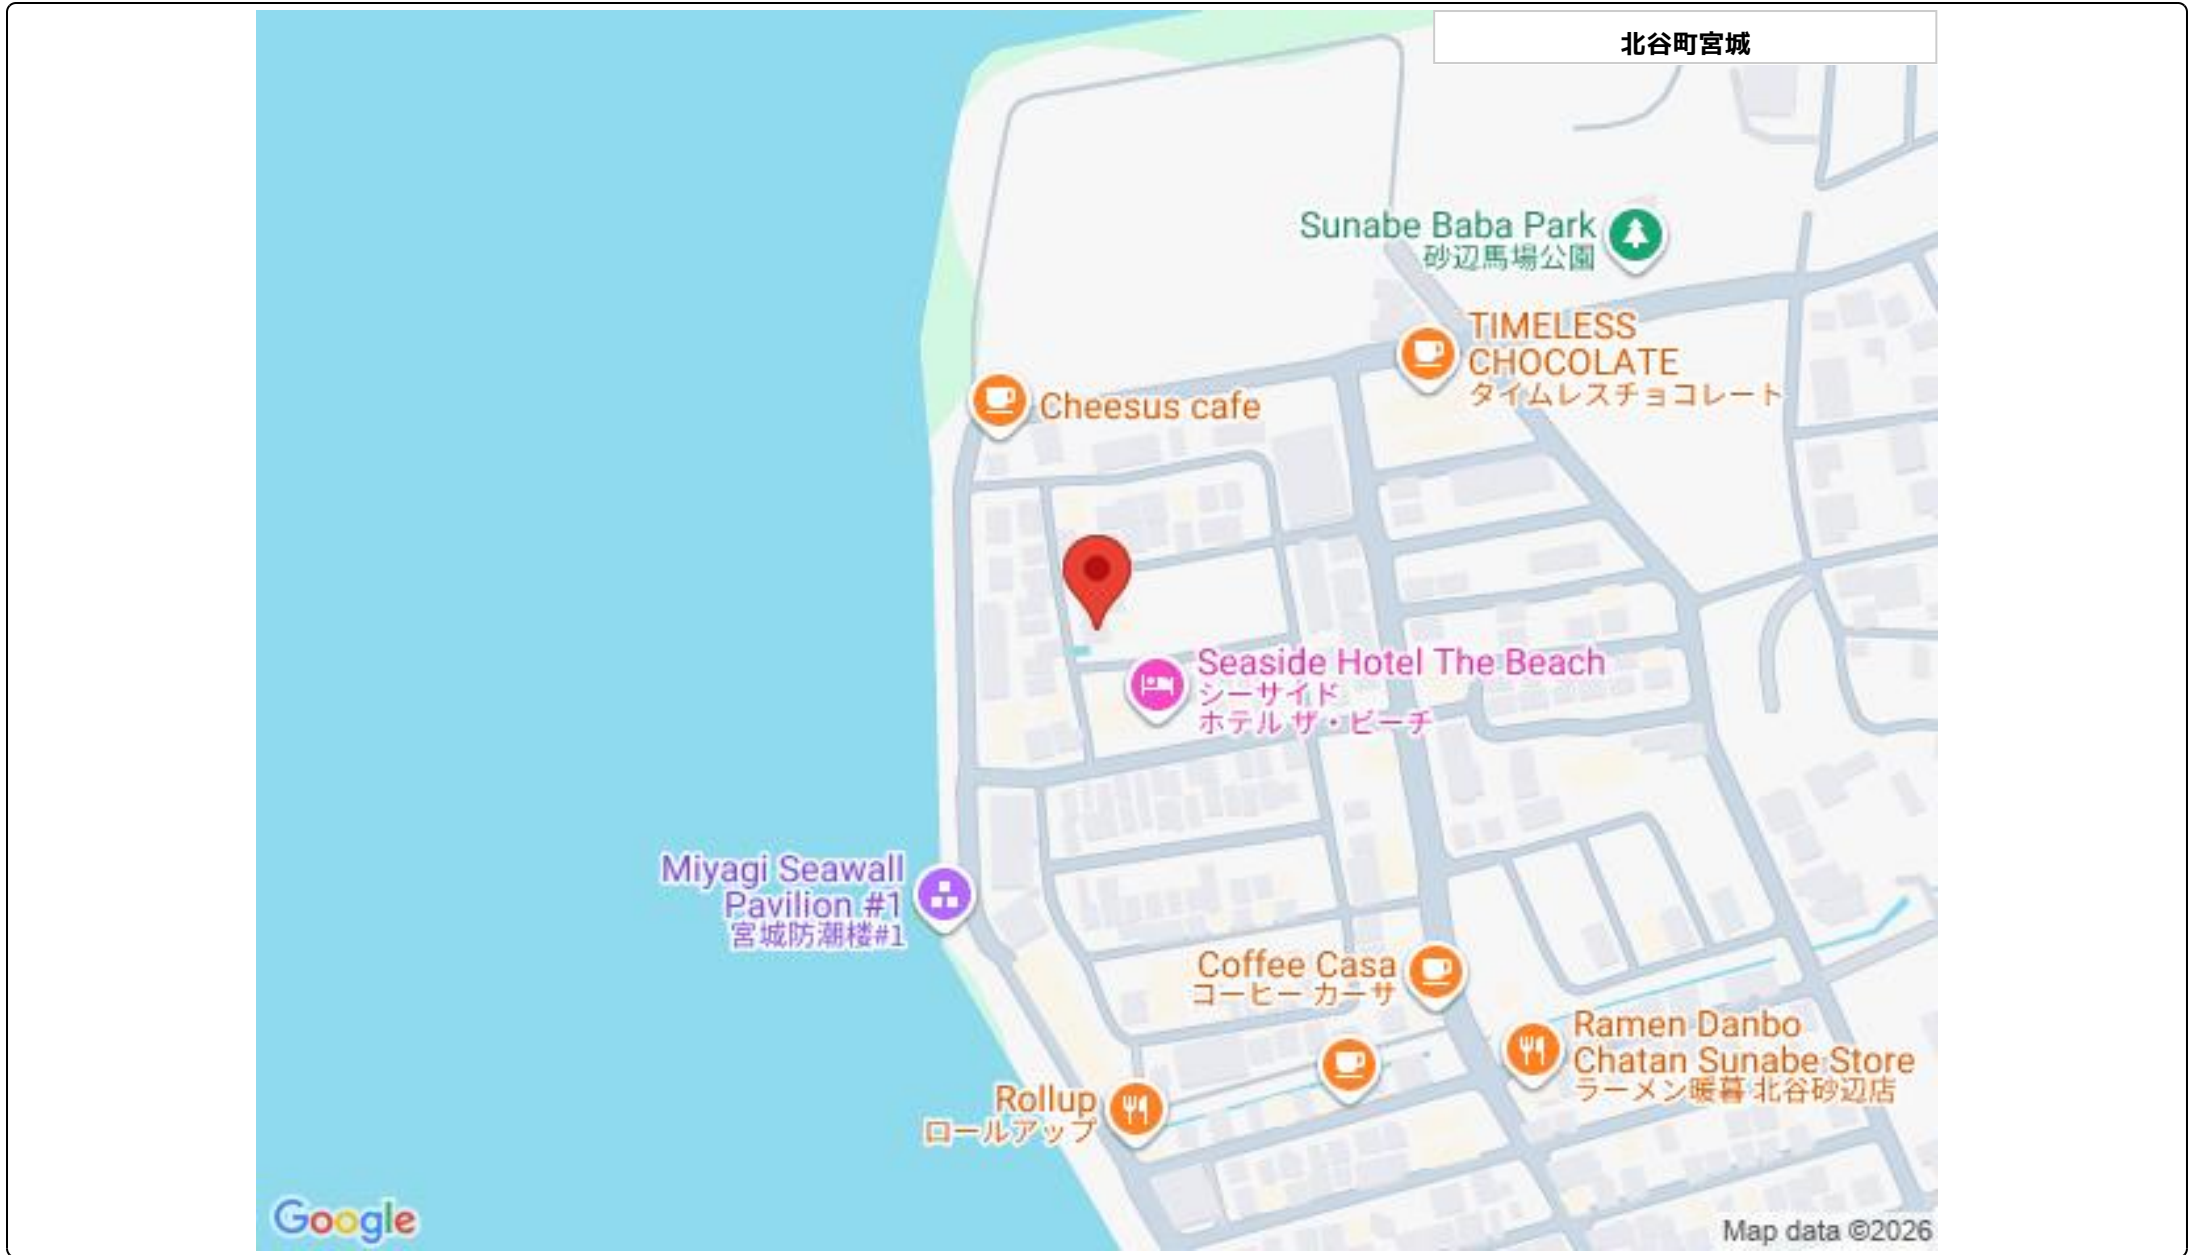 北谷町宮城
Sunabe Baba Park
砂辺馬場公園
TIMELESS
CHOCOLATE
タイムレスチョコレート
Cheesus cafe
Seaside Hotel The Beach
シーサイド
ホテル ザ・ビーチ
Miyagi Seawall
Pavilion #1
宮城防潮楼#1
Coffee Casa
コーヒー カーサ
Ramen Danbo
Chatan Sunabe Store
ラーメン暖暮 北谷砂辺店
Rollup
ロールアップ
Google
Map data ©2026